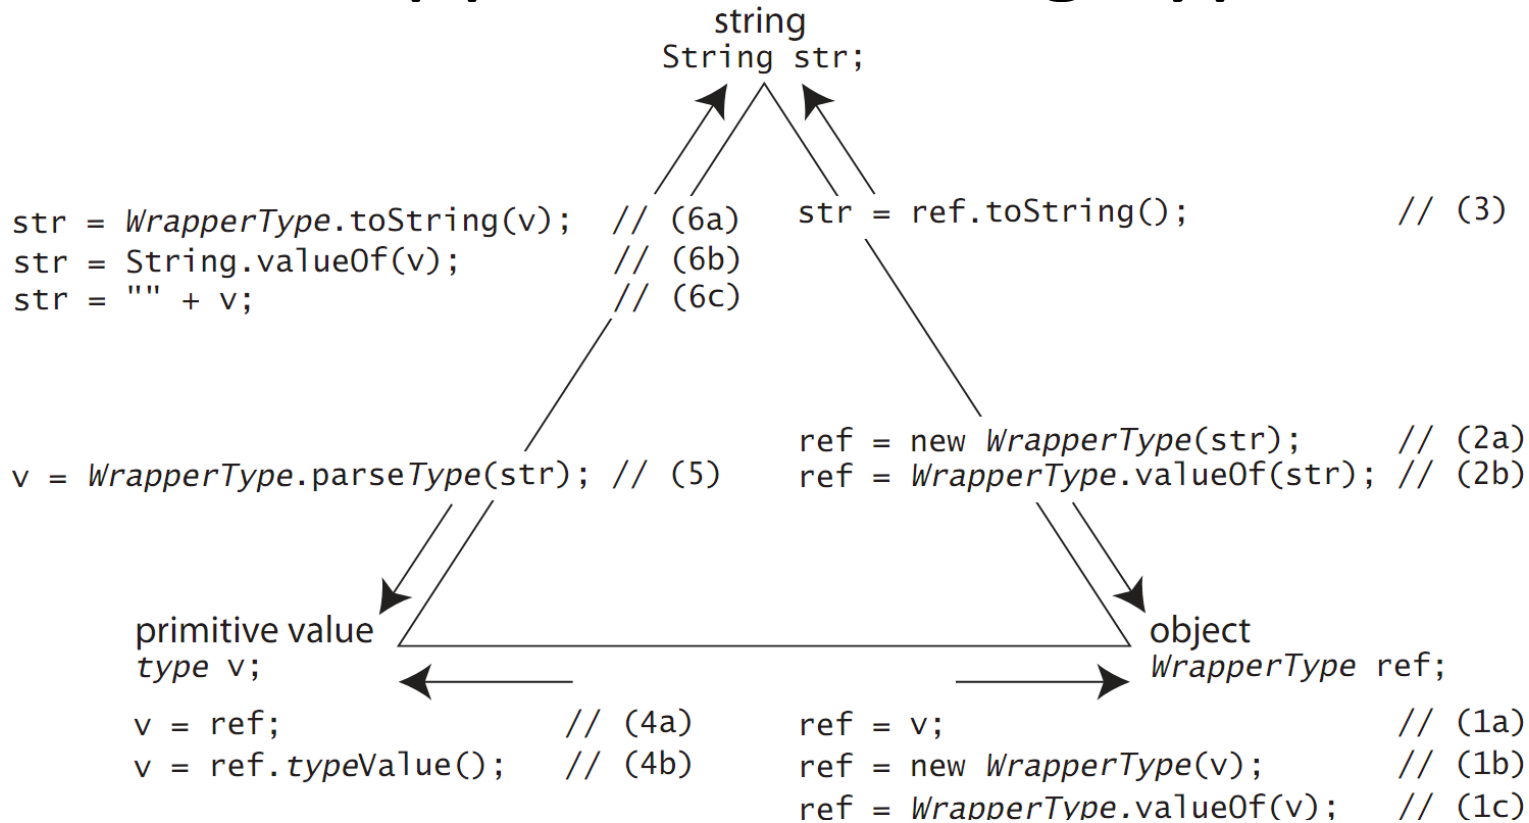 string
String str;
str = WrapperType.toString(v); // (6a)
str = String.valueOf(v); // (6b)
str = "" + v; // (6c)
str = ref.toString(); // (3)
v = WrapperType.parseType(str); // (5)
ref = new WrapperType(str); // (2a)
ref = WrapperType.valueOf(str); // (2b)
primitive value
type v;
object
WrapperType ref;
v = ref; // (4a)
v = ref.typeValue(); // (4b)
ref = v; // (1a)
ref = new WrapperType(v); // (1b)
ref = WrapperType.valueOf(v); // (1c)